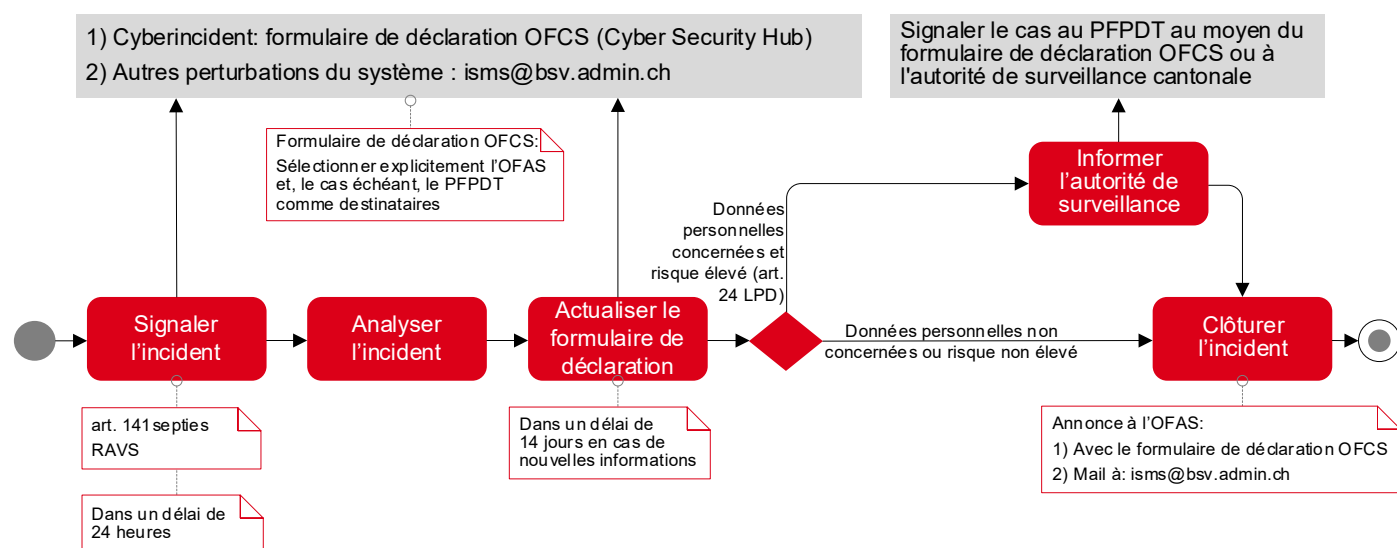 1) Cyberincident: formulaire de déclaration OFCS (Cyber Security Hub)
2) Autres perturbations du système : isms@bsv.admin.ch
Signaler le cas au PFPDT au moyen du
formulaire de déclaration OFCS ou à
l'autorité de surveillance cantonale
Formulaire de déclaration OFCS:
Sélectionner explicitement l'OFAS
et, le cas échéant, le PFPDT
comme destinataires
Informer
l'autorité de
surveillance
Données
personnelles
concernées et
risque élevé (art.
24 LPD)
Signaler
l'incident
Analyser
l'incident
Actualiser le
formulaire de
déclaration
Données personnelles non
concernées ou risque non élevé
Clôturer
l'incident
art. 141septies
RAVS
Dans un délai de
24 heures
Dans un délai de
14 jours en cas de
nouvelles informations
Annonce à l'OFAS:
1) Avec le formulaire de déclaration OFCS
2) Mail à: isms@bsv.admin.ch